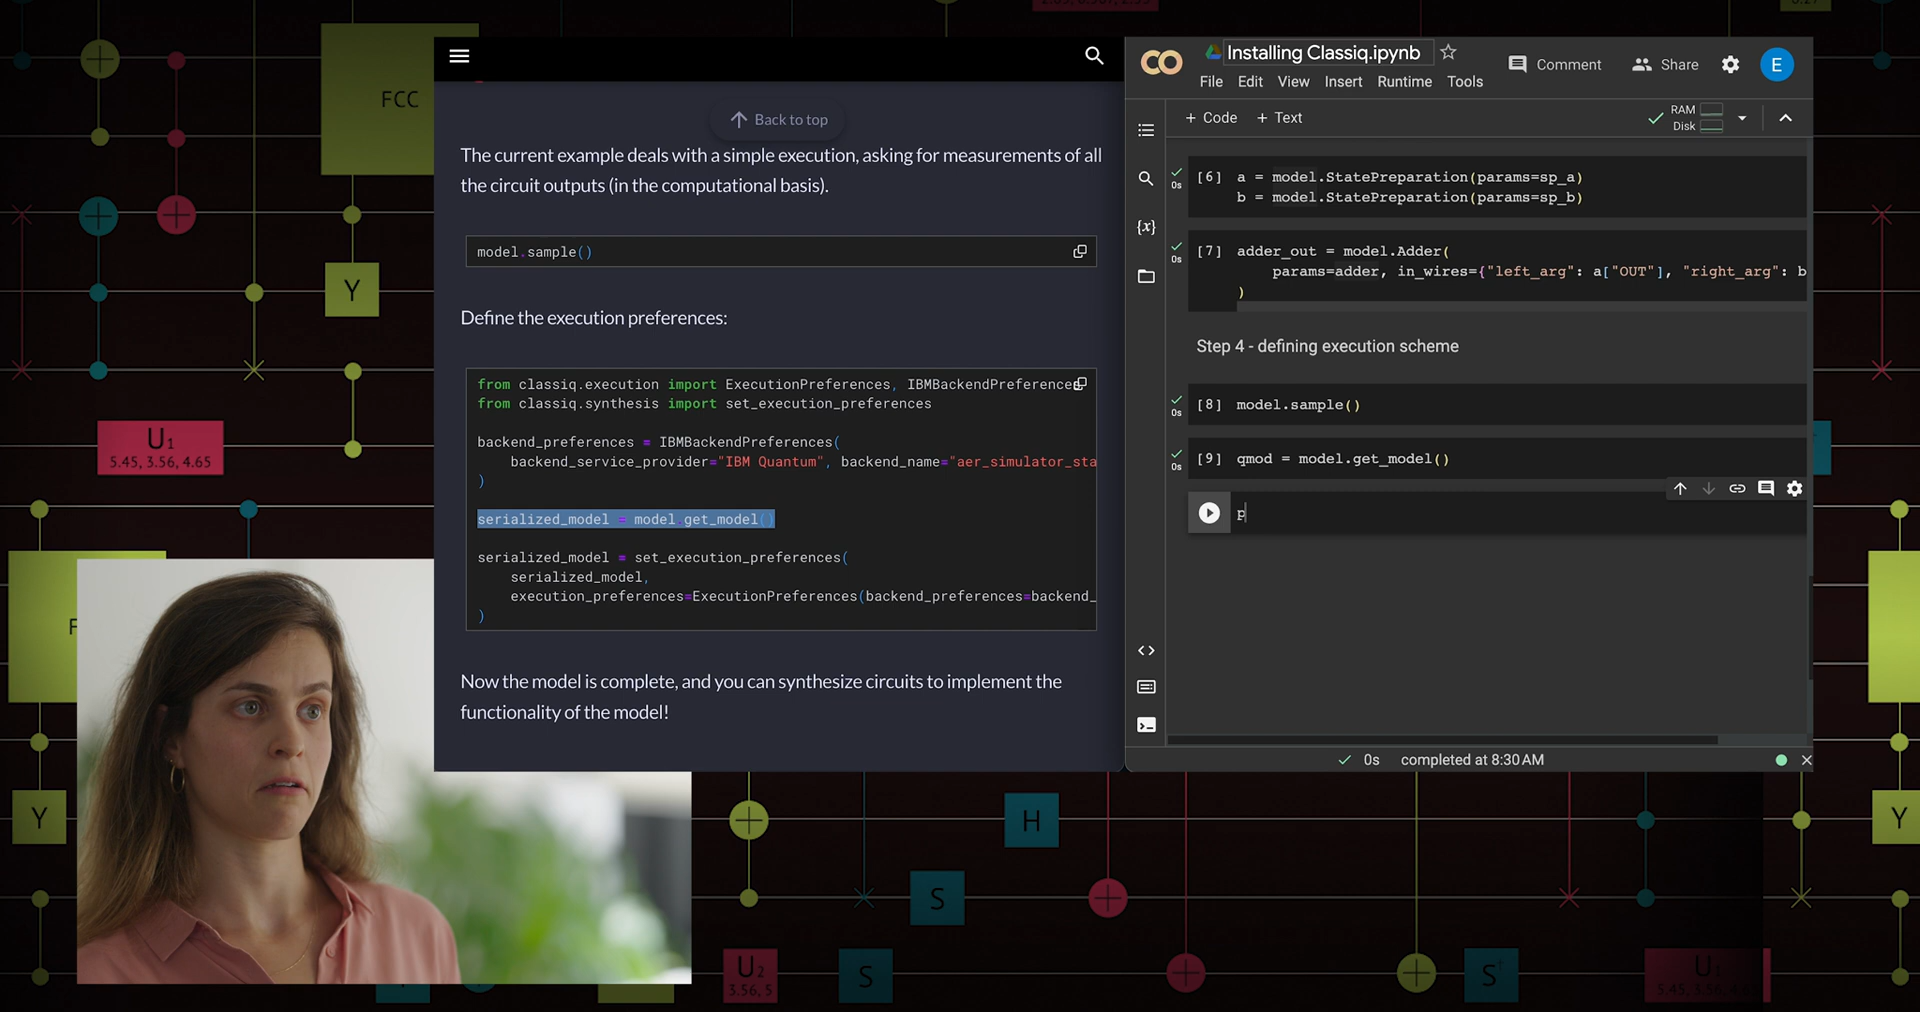 FCC
Y
U1
5.45, 3.56, 4.65
Y
Back to top
The current example deals with a simple execution, asking for measurements of all
the circuit outputs (in the computational basis).
model.sample()
Define the execution preferences:
from classiq.execution import ExecutionPreferences, IBMBackendPreferences
from classiq.synthesis import set_execution_preferences
backend_preferences = IBMBackendPreferences(
backend_service_provider="IBM Quantum", backend_name="aer_simulator_sta
)
serialized_model = model.get_model()
serialized_model = set_execution_preferences(
serialized_model,
execution_preferences=ExecutionPreferences(backend_preferences=backend_
)
Now the model is complete, and you can synthesize circuits to implement the
functionality of the model!
CO
Installing Classiq.ipynb
File Edit View Insert Runtime Tools
Comment
Share
E
+ Code + Text
RAM
Disk
{x}
0s
[6] a = model.StatePreparation(params=sp_a)
b = model.StatePreparation(params=sp_b)
0s
[7] adder_out = model.Adder(
params=adder, in_wires={"left_arg": a["OUT"], "right_arg": b
)
Step 4 - defining execution scheme
0s
[8] model.sample()
0s
[9] qmod = model.get_model()
p
0s completed at 8:30 AM
H
S
U2
3.56, 5
S
S†
Y